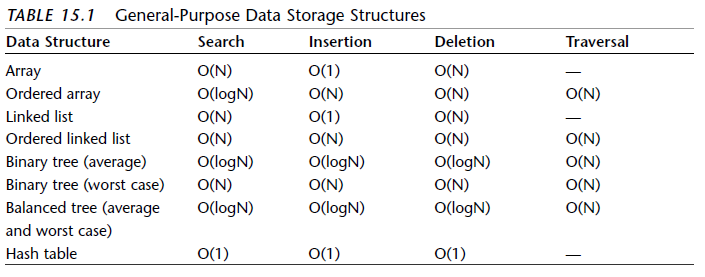 TABLE 15.1 General-Purpose Data Storage Structures
Data Structure Search Insertion Deletion Traversal
Array O(N) O(1) O(N) —
Ordered array O(logN) O(N) O(N) O(N)
Linked list O(N) O(1) O(N) —
Ordered linked list O(N) O(N) O(N) O(N)
Binary tree (average) O(logN) O(logN) O(logN) O(N)
Binary tree (worst case) O(N) O(N) O(N) O(N)
Balanced tree (average O(logN) O(logN) O(logN) O(N)
and worst case)
Hash table O(1) O(1) O(1) —